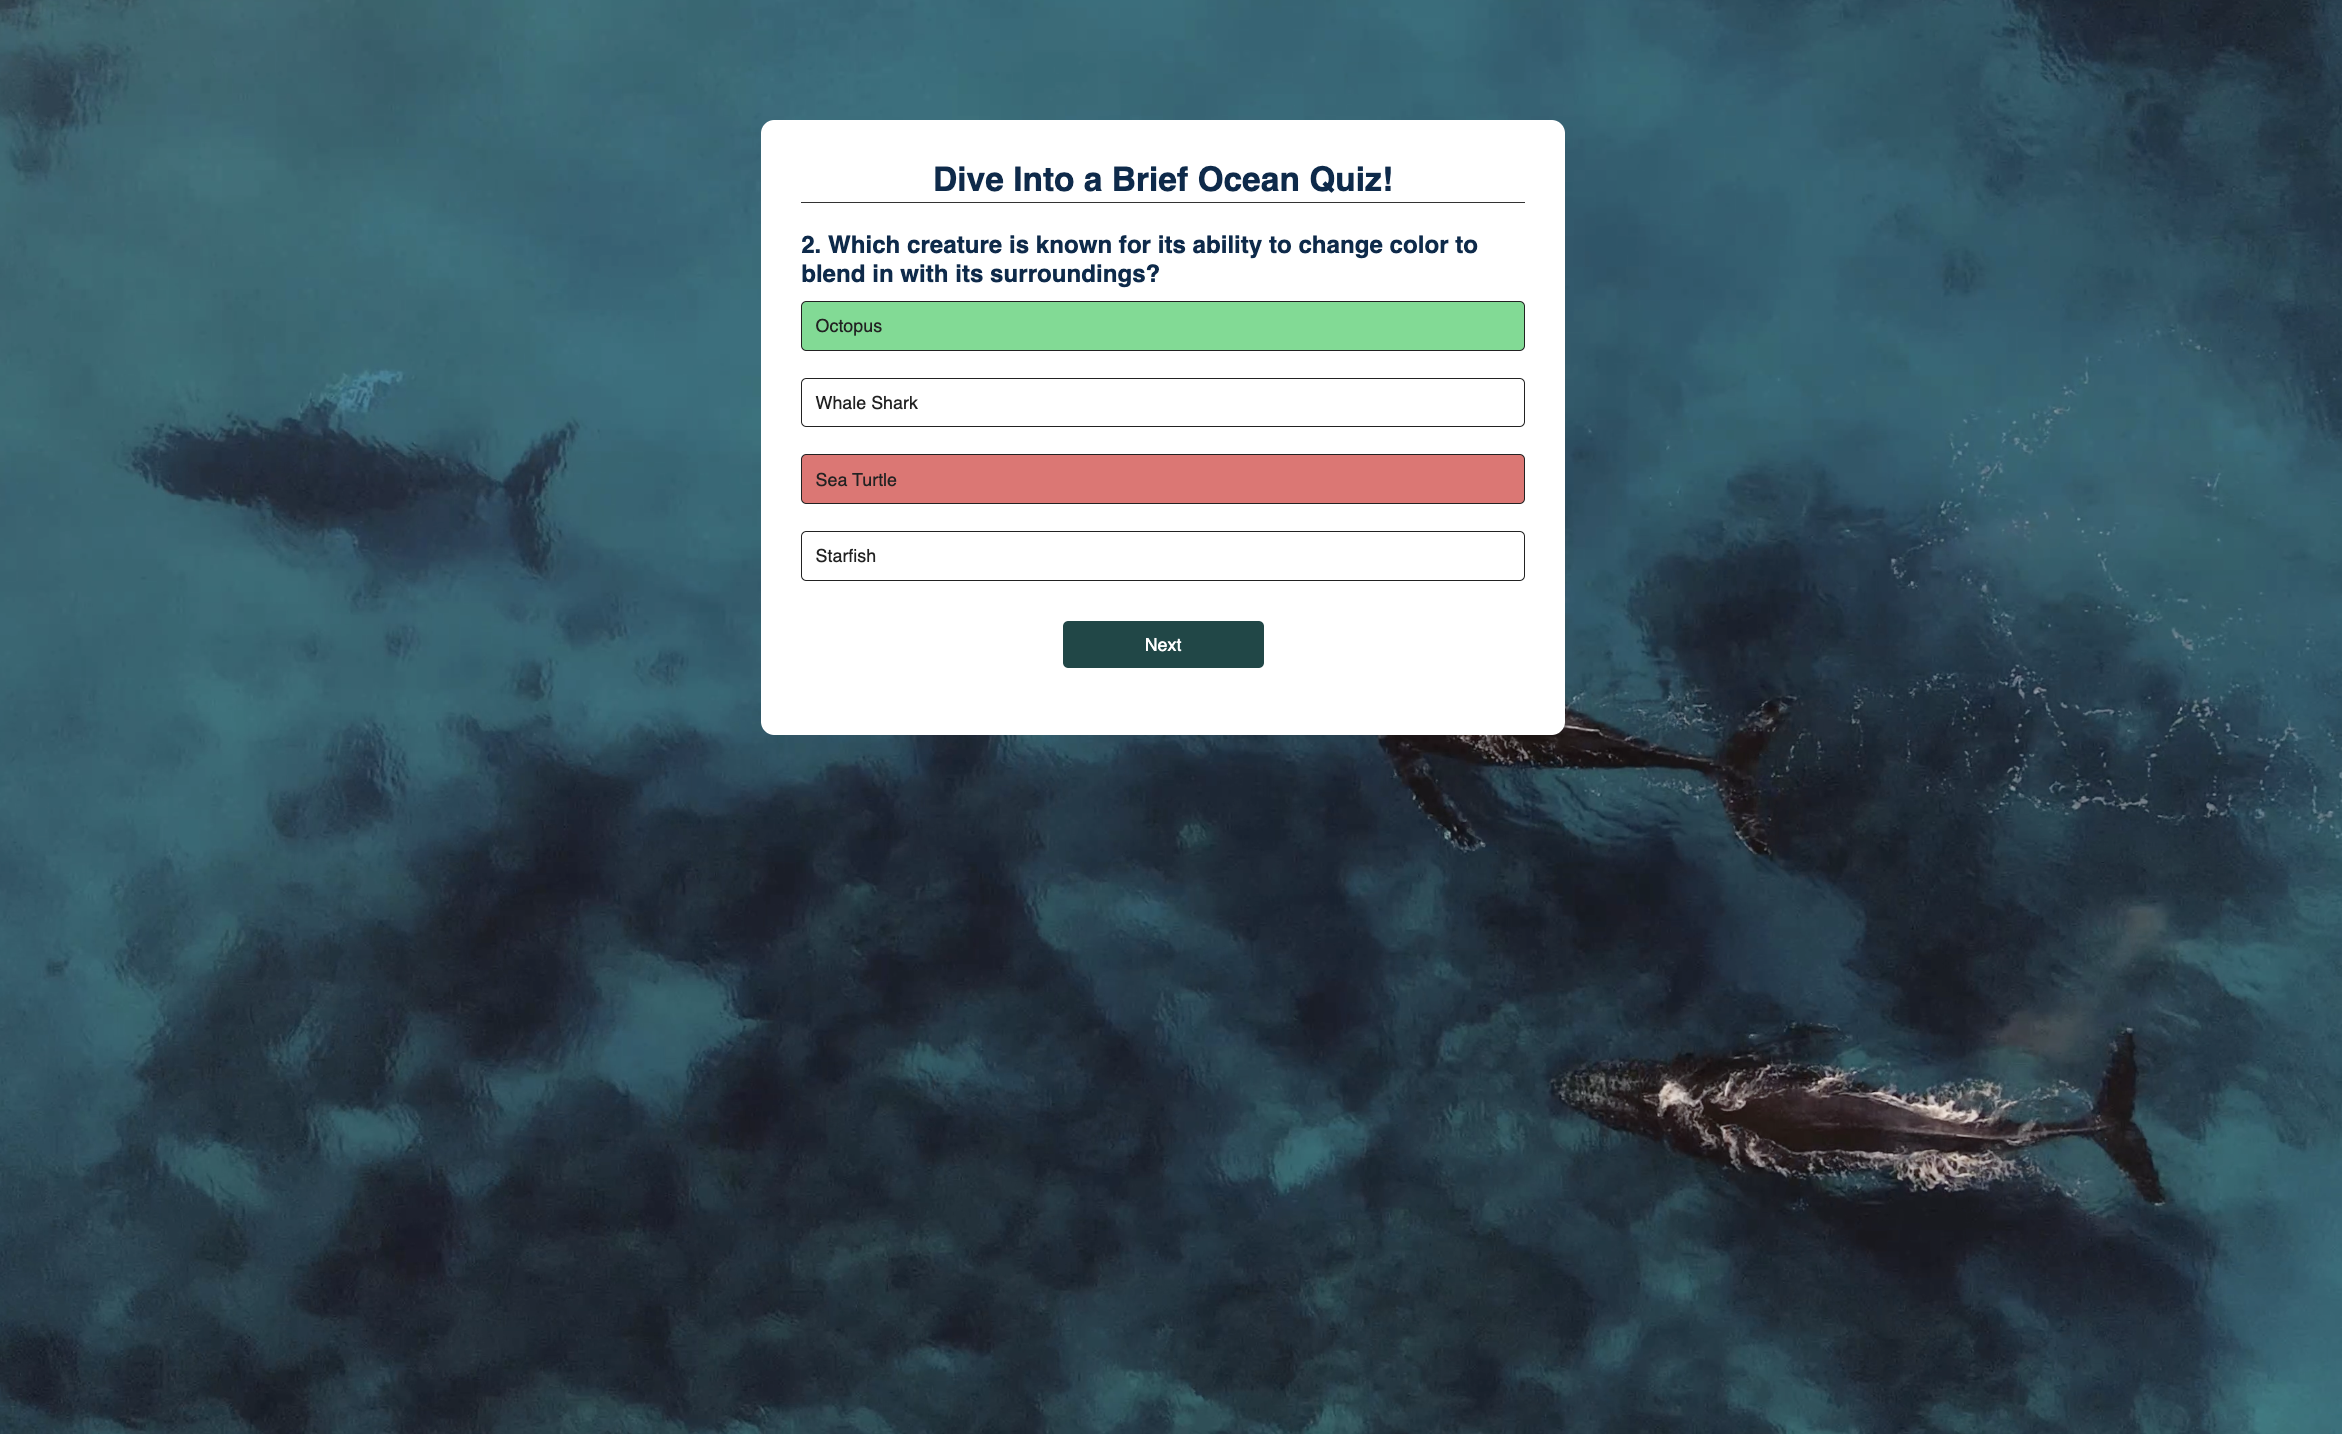 Dive Into a Brief Ocean Quiz!
2. Which creature is known for its ability to change color to
blend in with its surroundings?
Octopus
Whale Shark
Sea Turtle
Starfish
Next